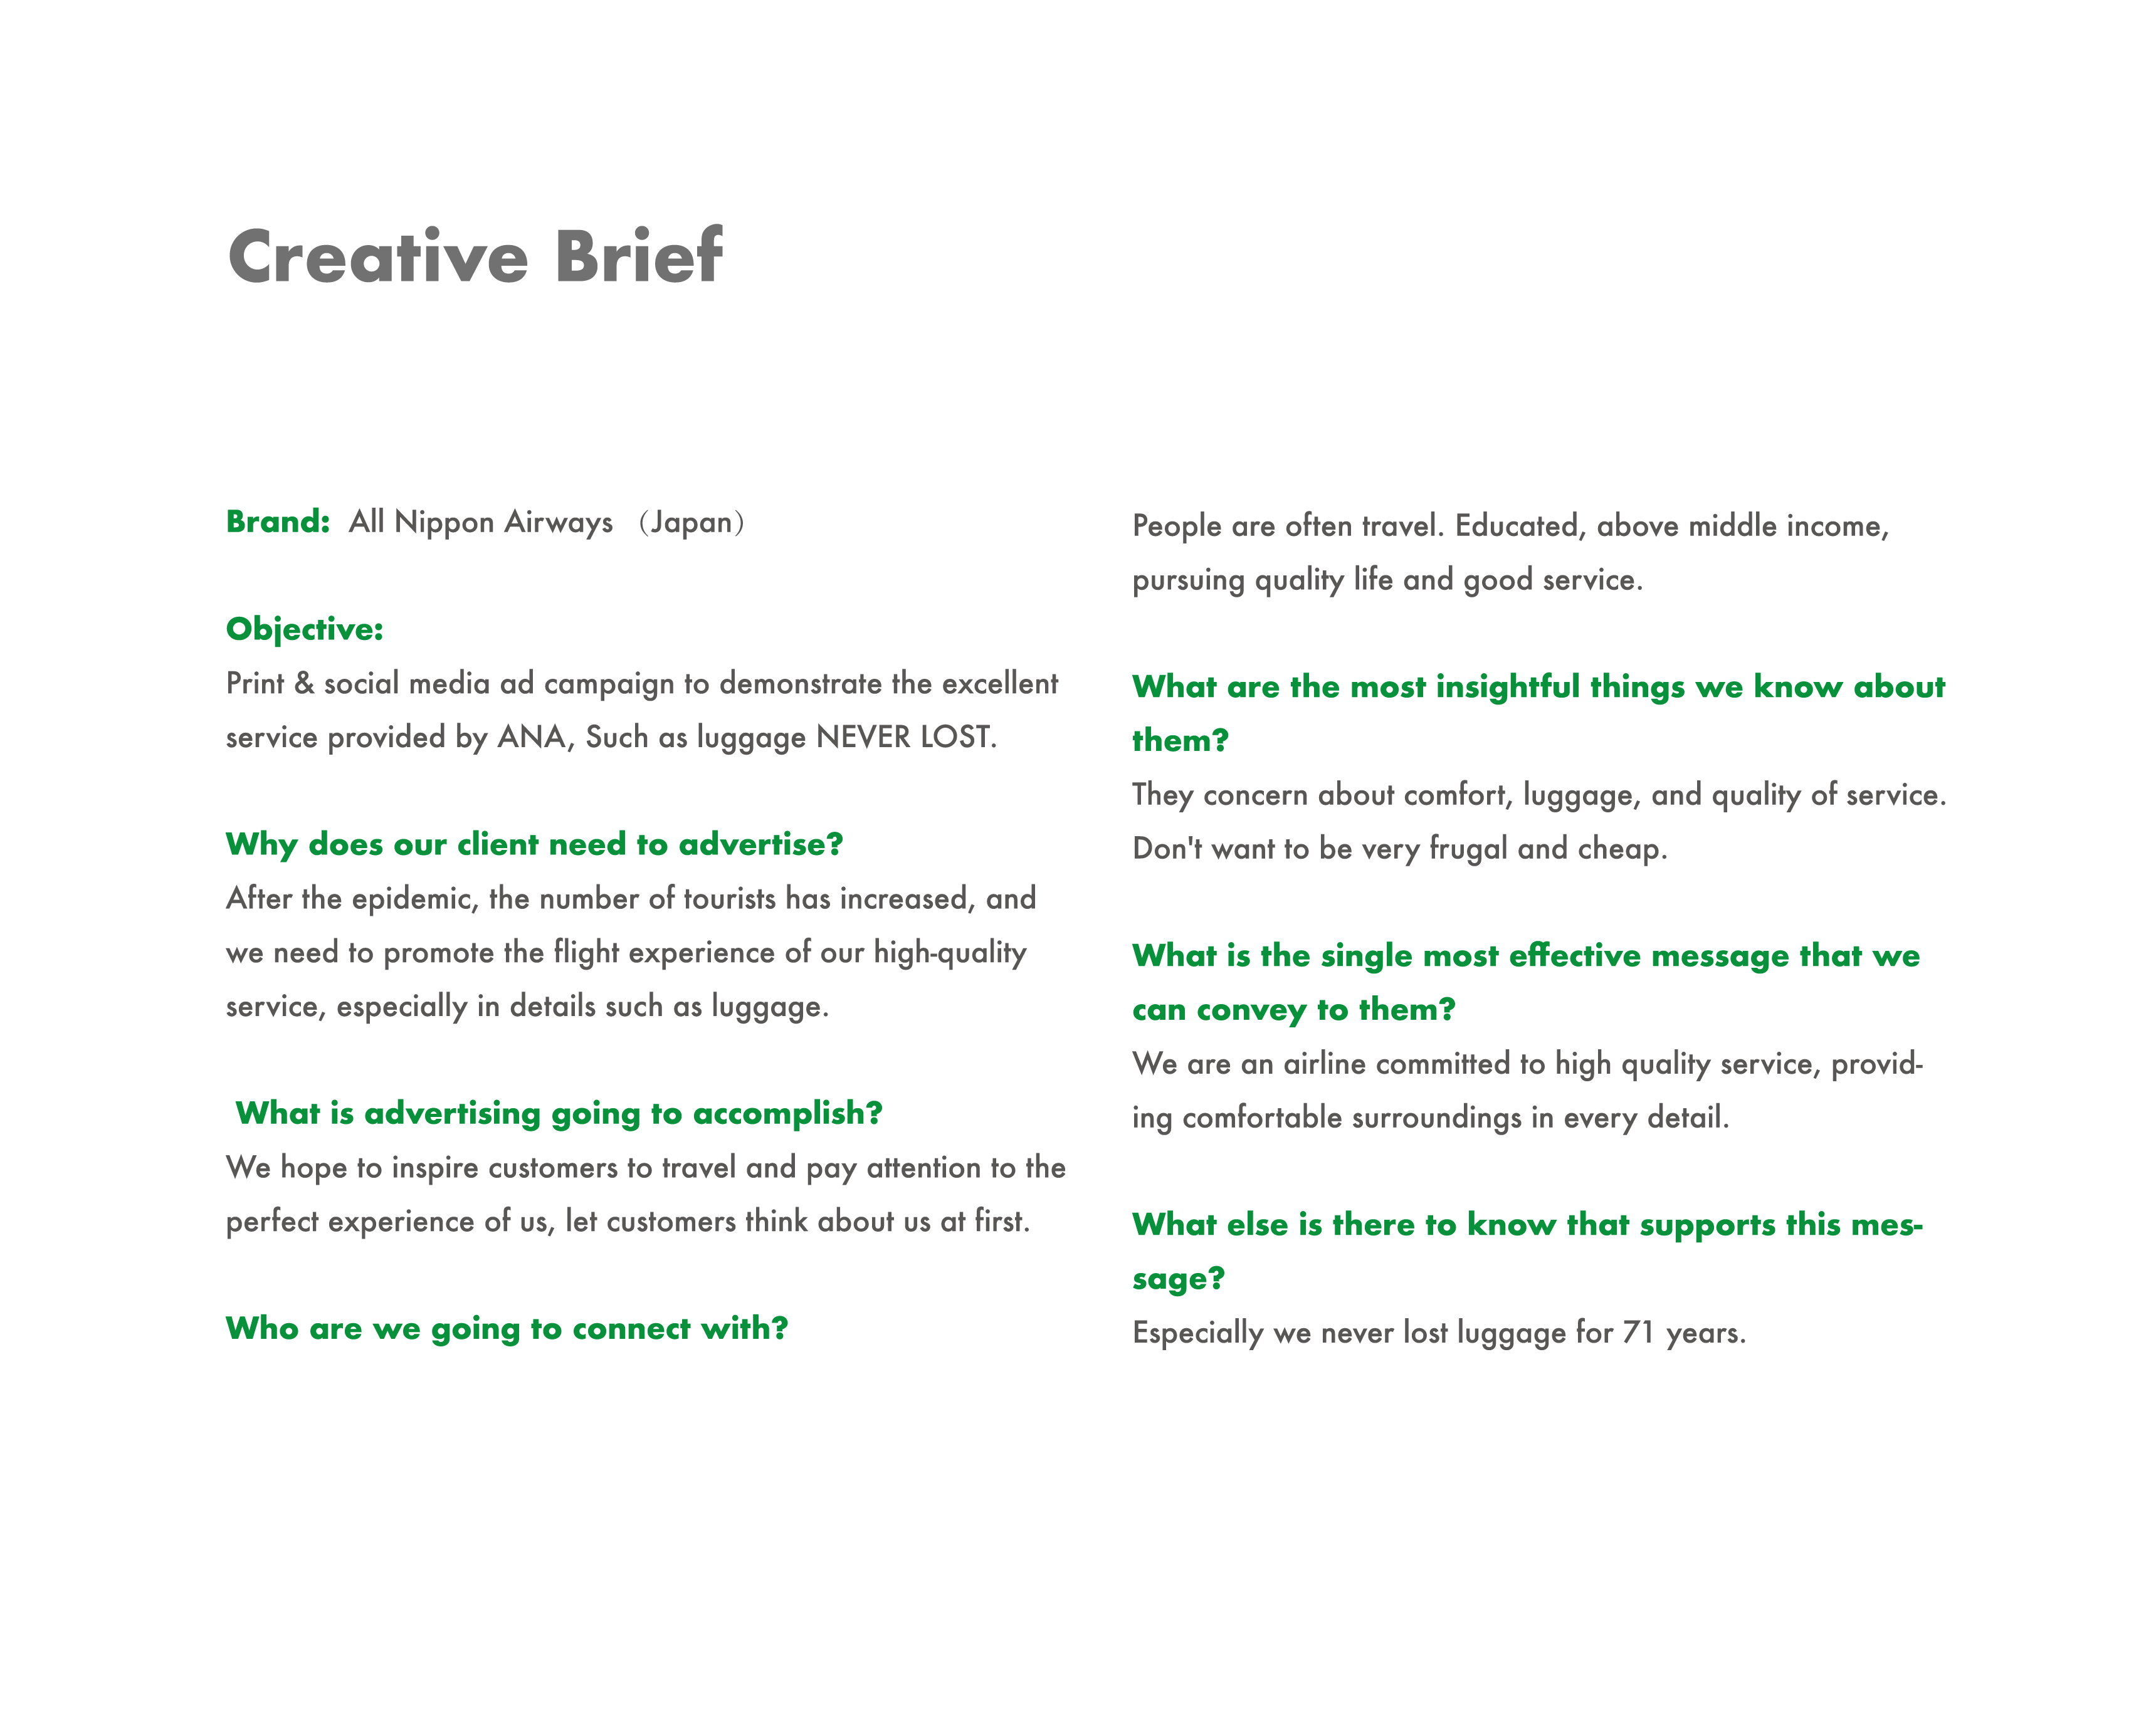 Creative Brief
Brand: All Nippon Airways （Japan）
Objective:
Print & social media ad campaign to demonstrate the excellent
service provided by ANA, Such as luggage NEVER LOST.
Why does our client need to advertise?
After the epidemic, the number of tourists has increased, and
we need to promote the flight experience of our high-quality
service, especially in details such as luggage.
What is advertising going to accomplish?
We hope to inspire customers to travel and pay attention to the
perfect experience of us, let customers think about us at first.
Who are we going to connect with?
People are often travel. Educated, above middle income,
pursuing quality life and good service.
What are the most insightful things we know about
them?
They concern about comfort, luggage, and quality of service.
Don't want to be very frugal and cheap.
What is the single most effective message that we
can convey to them?
We are an airline committed to high quality service, provid-
ing comfortable surroundings in every detail.
What else is there to know that supports this mes-
sage?
Especially we never lost luggage for 71 years.